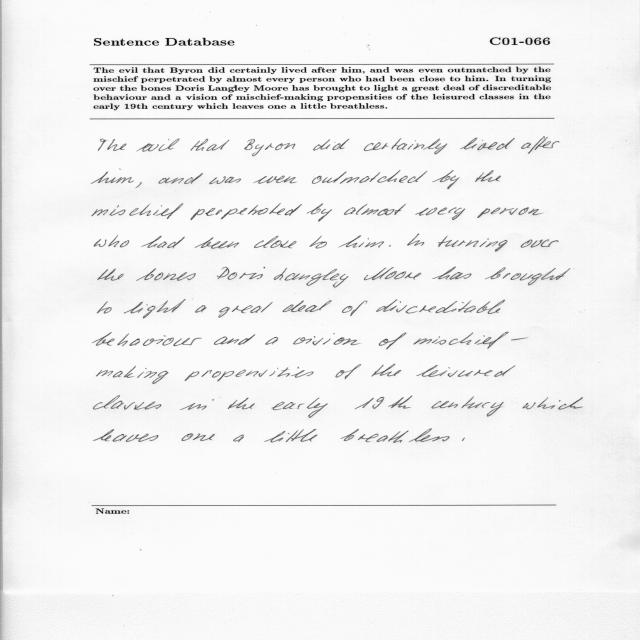 Sentence Database C01-066
The evil that Byron did certainly lived after him, and was even outmatched by the
mischief perpetrated by almost every person who had been close to him. In turning
over the bones Doris Langley Moore has brought to light a great deal of discreditable
behaviour and a vision of mischief-making propensities of the leisured classes in the
early 19th century which leaves one a little breathless.
The evil that Byron did certainly lived after
him, and was even outmatched by the
mischief perpetrated by almost every person
who had been close to him. In turning over
the bones Doris Langley Moore has brought
to light a great deal of discreditable
behaviour and a vision of mischief-
making propensities of the leisured
classes in the early 19th century which
leaves one a little breathless.
Name: